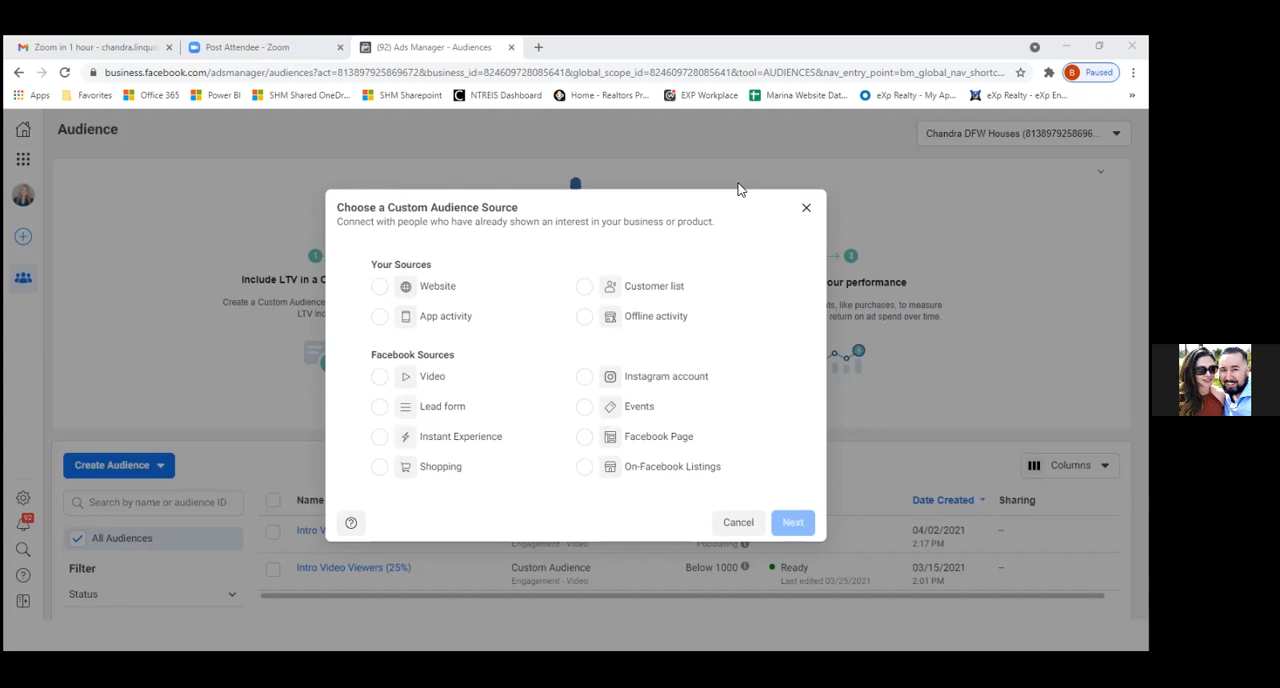 Zoom in 1 hour - chandra.linqu
Post Attendee - Zoom
(92) Ads Manager - Audiences
business.facebook.com/adsmanager/audiences?act=813897925869672&business_id=824609728085641&global_scope_id=824609728085641&tool=AUDIENCES&nav_entry_point=bm_global_nav_shortc...
B Paused
Apps
Favorites
Office 365
Power BI
SHM Shared OneDr...
SHM Sharepoint
NTREIS Dashboard
Home - Realtors Pr...
EXP Workplace
Marina Website Dat...
eXp Realty - My Ap...
eXp Realty - eXp En...
»
Audience
Chandra DFW Houses (8138979258696...
Choose a Custom Audience Source
Connect with people who have already shown an interest in your business or product.
Your Sources
Website
Customer list
App activity
Offline activity
Facebook Sources
Video
Instagram account
Lead form
Events
Instant Experience
Facebook Page
Shopping
On-Facebook Listings
Cancel
Next
1
Include LTV in a C
Create a Custom Audience
LTV inc
3
our performance
ts, like purchases, to measure
return on ad spend over time.
Create Audience
Columns
Search by name or audience ID
Name
Date Created
Sharing
All Audiences
Intro V
Engagement - Video
Populating
04/02/2021
2:17 PM
–
Filter
Intro Video Viewers (25%)
Custom Audience
Engagement - Video
Below 1000
Ready
Last edited 03/25/2021
03/15/2021
2:01 PM
–
Status
92